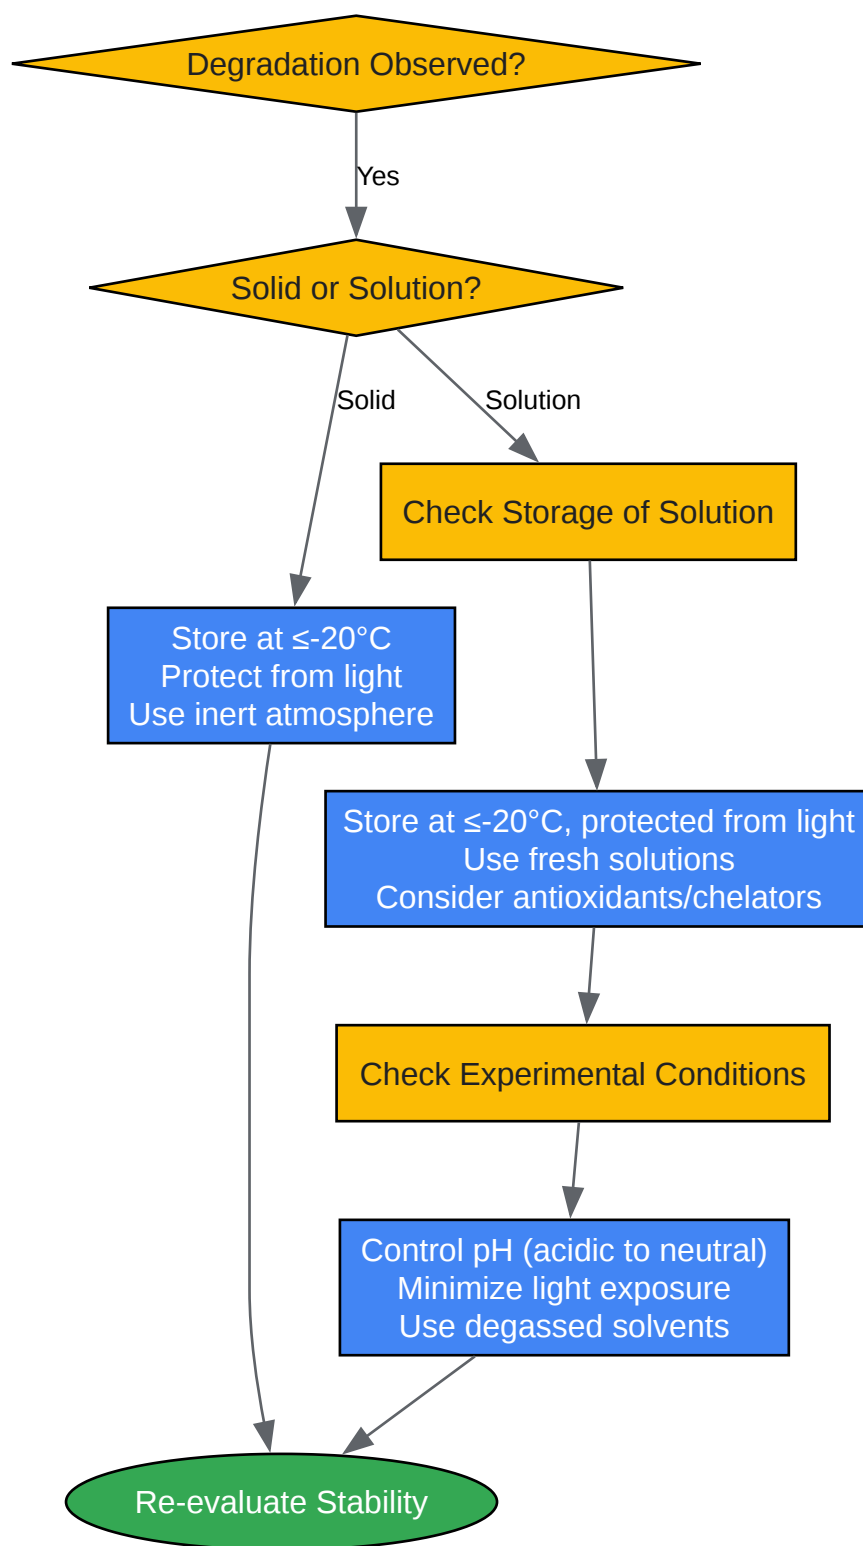 Degradation Observed?
Yes
Solid or Solution?
Solid
Solution
Check Storage of Solution
Store at ≤-20°C
Protect from light
Use inert atmosphere
Store at ≤-20°C, protected from light
Use fresh solutions
Consider antioxidants/chelators
Check Experimental Conditions
Control pH (acidic to neutral)
Minimize light exposure
Use degassed solvents
Re-evaluate Stability